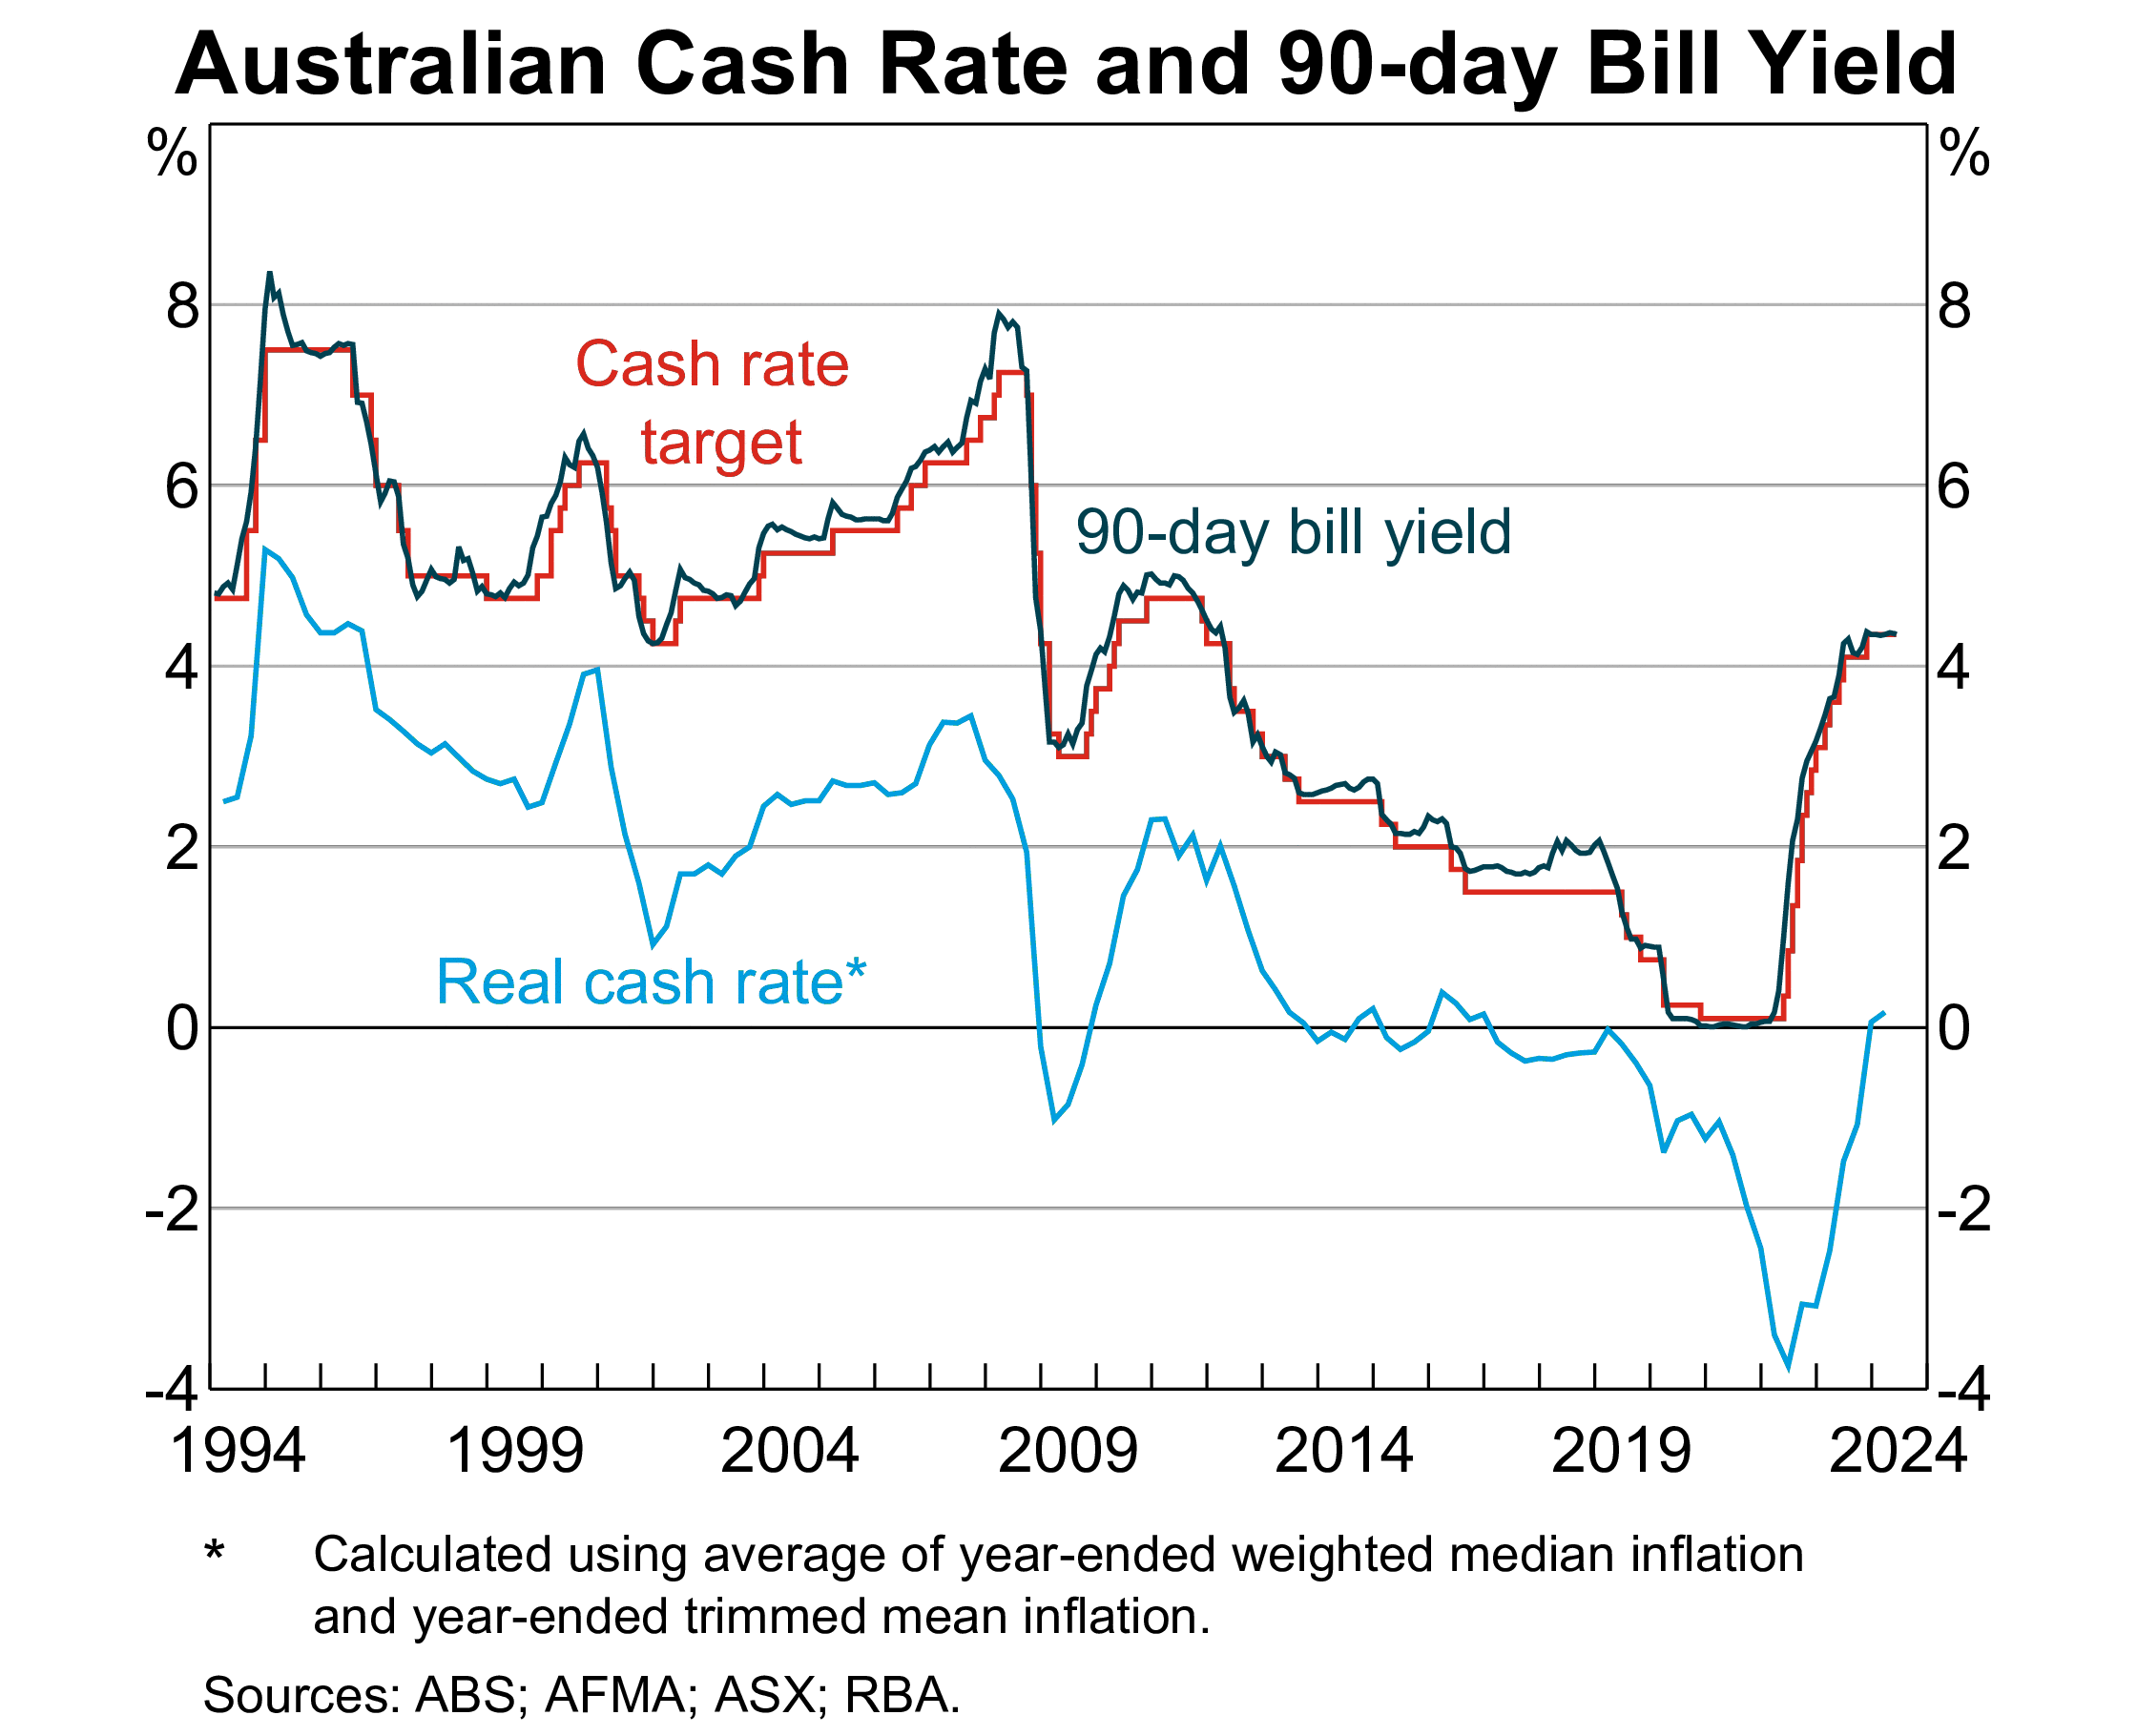 Australian Cash Rate and 90-day Bill Yield
% %
8 8
Cash rate
target
6 6
90-day bill yield
4 4
2 2
Real cash rate*
0 0
-2 -2
-4 -4
1994 1999 2004 2009 2014 2019 2024
* Calculated using average of year-ended weighted median inflation
and year-ended trimmed mean inflation.
Sources: ABS; AFMA; ASX; RBA.